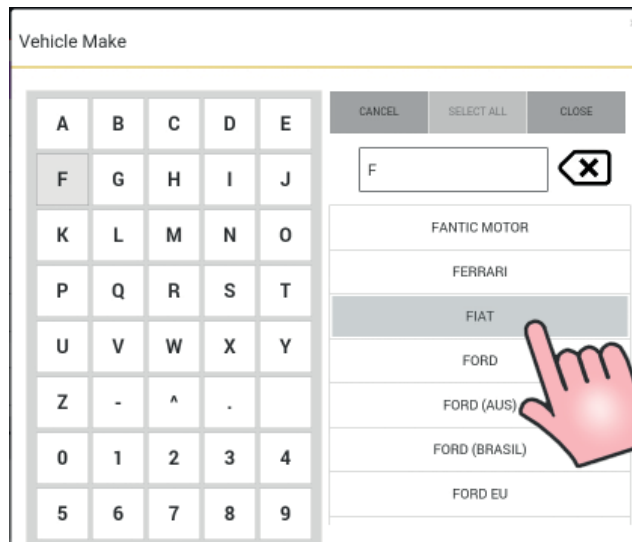 Vehicle Make
A B C D E
F G H I J
K L M N O
P Q R S T
U V W X Y
Z - ^ .
0 1 2 3 4
5 6 7 8 9
CANCEL SELECT ALL CLOSE
F
FANTIC MOTOR
FERRARI
FIAT
FORD
FORD (AUS)
FORD (BRASIL)
FORD EU